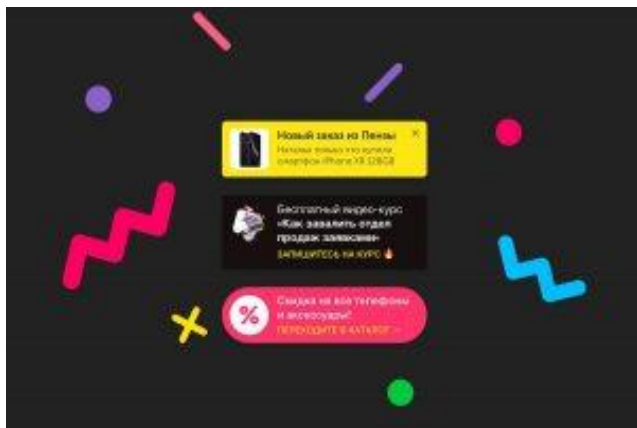 Новый заказ из Пензы
Наталья только что купила
смартфон iPhone XR 128GB
Бесплатный видео-курс
«Как завалить отдел
продаж заявками»
ЗАПИШИТЕСЬ НА КУРС 🔥
%
Скидка на все телефоны
и аксессуары!
ПЕРЕХОДИТЕ В КАТАЛОГ →